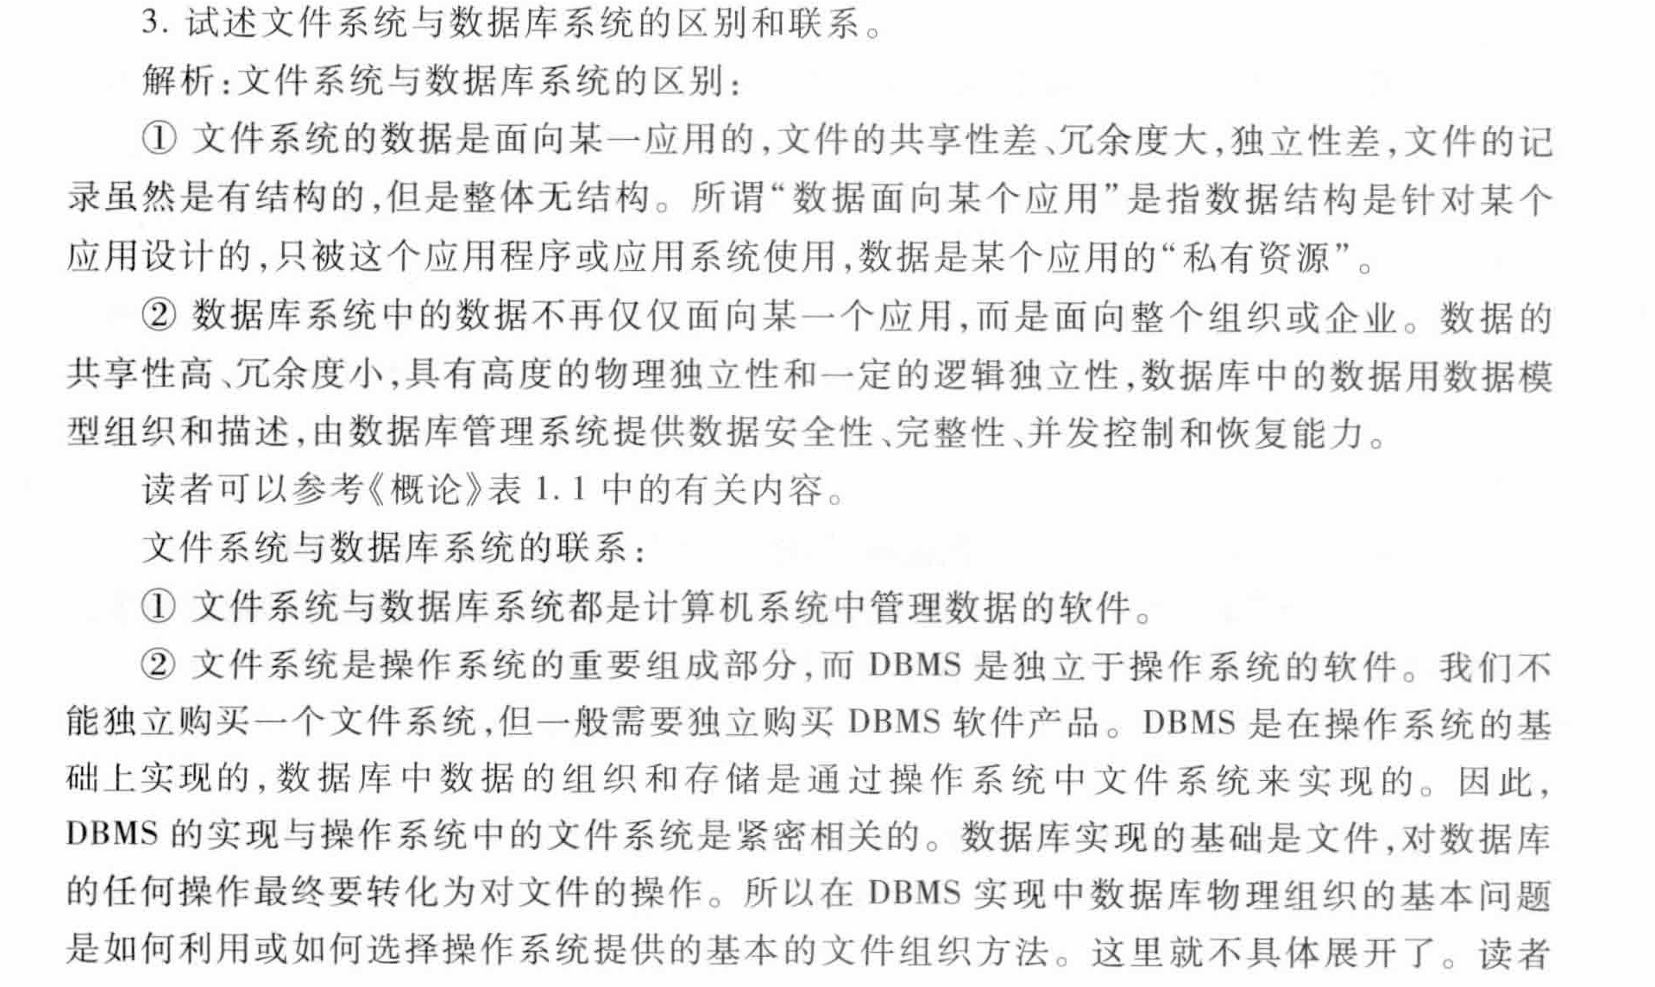 3. 试述文件系统与数据库系统的区别和联系。
解析:文件系统与数据库系统的区别:
① 文件系统的数据是面向某一应用的,文件的共享性差、冗余度大,独立性差,文件的记
录虽然是有结构的,但是整体无结构。所谓“数据面向某个应用”是指数据结构是针对某个
应用设计的,只被这个应用程序或应用系统使用,数据是某个应用的“私有资源”。
② 数据库系统中的数据不再仅仅面向某一个应用,而是面向整个组织或企业。数据的
共享性高、冗余度小,具有高度的物理独立性和一定的逻辑独立性,数据库中的数据用数据模
型组织和描述,由数据库管理系统提供数据安全性、完整性、并发控制和恢复能力。
读者可以参考《概论》表 1.1 中的有关内容。
文件系统与数据库系统的联系:
① 文件系统与数据库系统都是计算机系统中管理数据的软件。
② 文件系统是操作系统的重要组成部分,而 DBMS 是独立于操作系统的软件。我们不
能独立购买一个文件系统,但一般需要独立购买 DBMS 软件产品。DBMS 是在操作系统的基
础上实现的,数据库中数据的组织和存储是通过操作系统中文件系统来实现的。因此,
DBMS 的实现与操作系统中的文件系统是紧密相关的。数据库实现的基础是文件,对数据库
的任何操作最终要转化为对文件的操作。所以在 DBMS 实现中数据库物理组织的基本问题
是如何利用或如何选择操作系统提供的基本的文件组织方法。这里就不具体展开了。读者